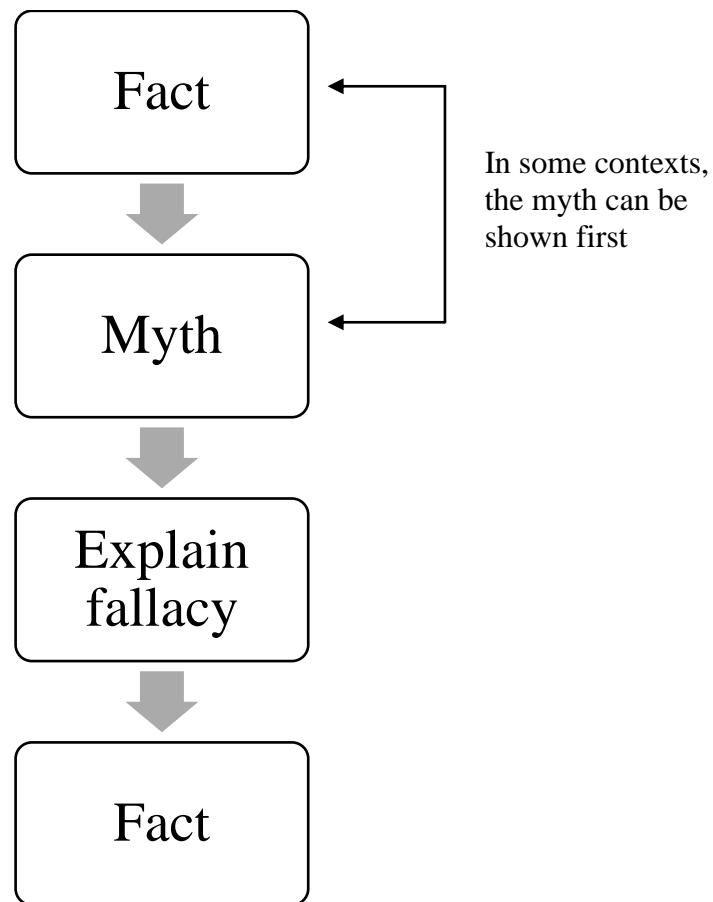 Fact
In some contexts,
the myth can be
shown first
Myth
Explain
fallacy
Fact